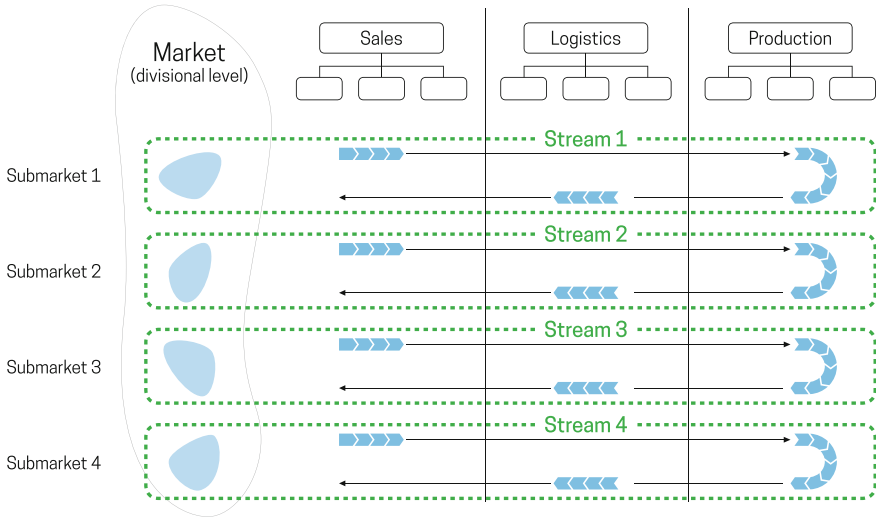 Market
(divisional level)
Sales
Logistics
Production
Stream 1
Submarket 1
Stream 2
Submarket 2
Stream 3
Submarket 3
Stream 4
Submarket 4